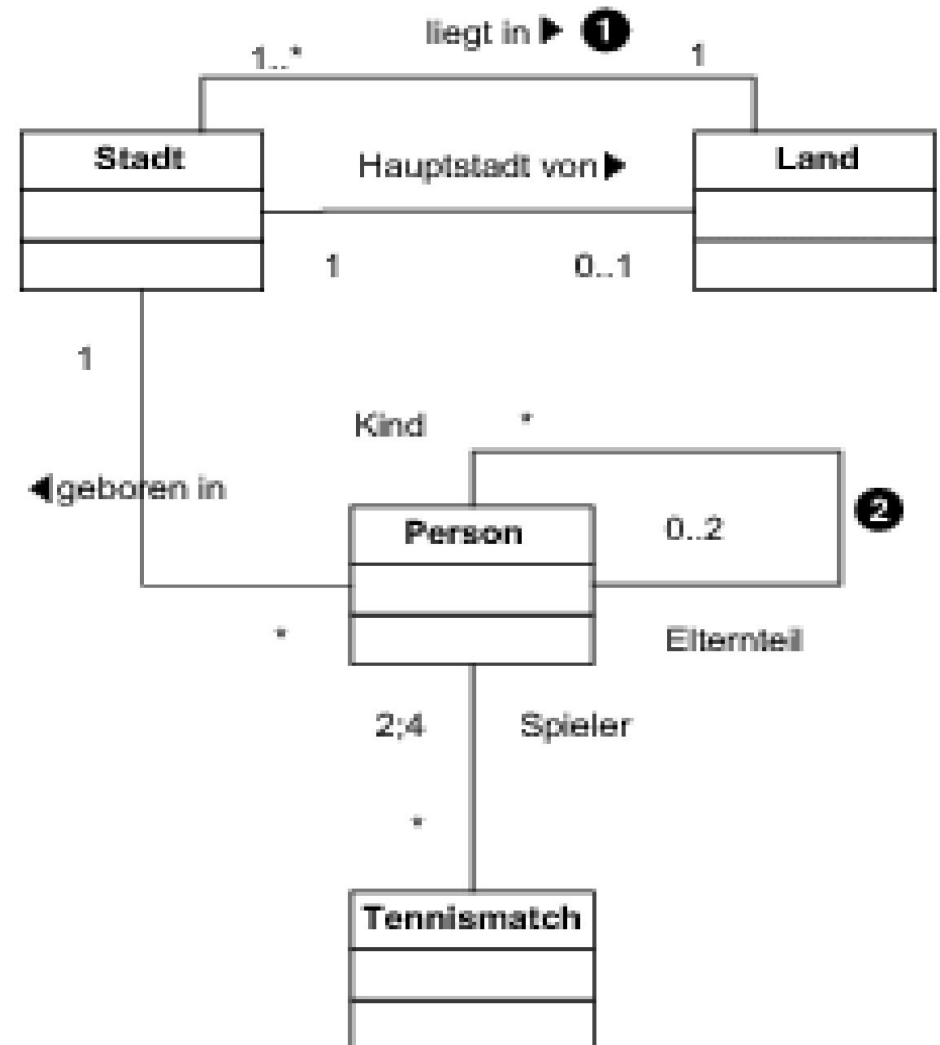 liegt in ▶ 1
1..* 1
Stadt
Hauptstadt von ▶
Land
1 0..1
1
Kind *
◀ geboren in
2
Person
0..2
*
Elternteil
2;4 Spieler
*
Tennismatch